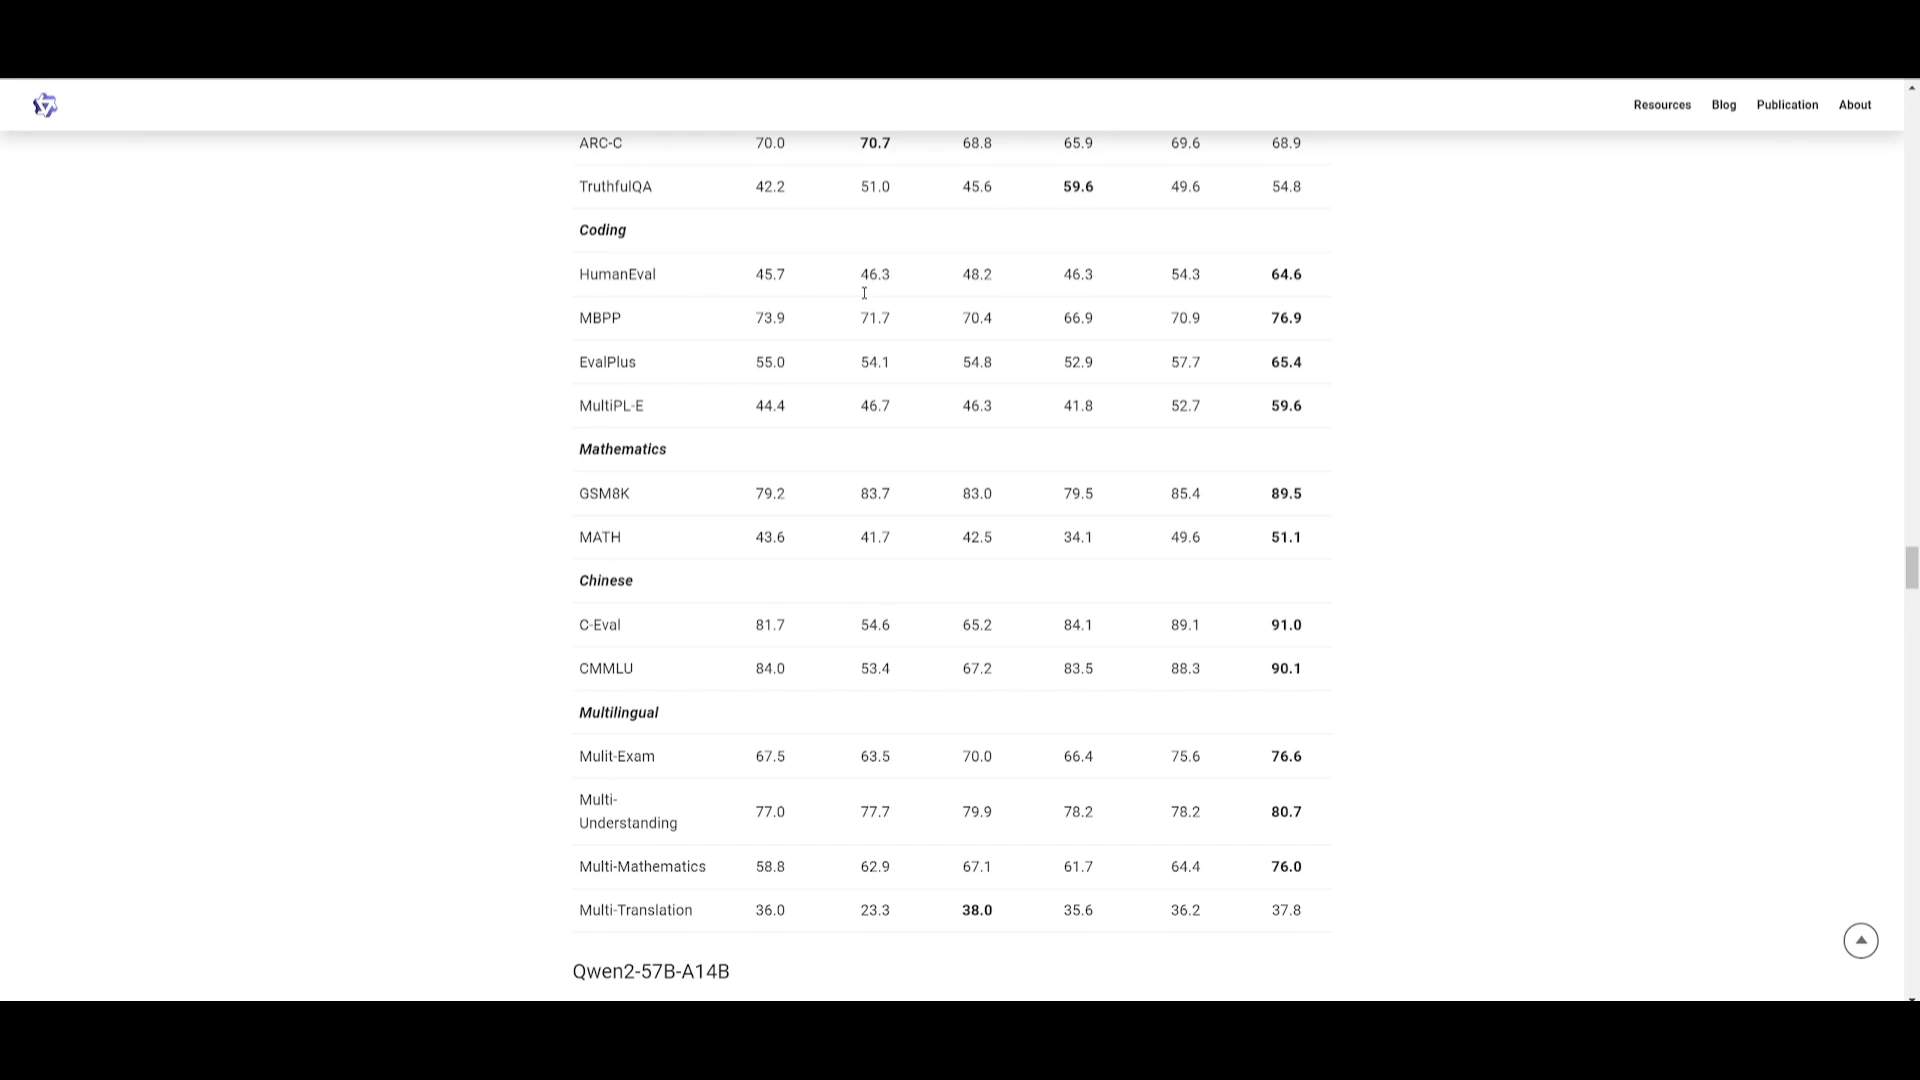 Resources Blog Publication About
ARC-C 70.0 70.7 68.8 65.9 69.6 68.9
TruthfulQA 42.2 51.0 45.6 59.6 49.6 54.8
Coding
HumanEval 45.7 46.3 48.2 46.3 54.3 64.6
MBPP 73.9 71.7 70.4 66.9 70.9 76.9
EvalPlus 55.0 54.1 54.8 52.9 57.7 65.4
MultiPL-E 44.4 46.7 46.3 41.8 52.7 59.6
Mathematics
GSM8K 79.2 83.7 83.0 79.5 85.4 89.5
MATH 43.6 41.7 42.5 34.1 49.6 51.1
Chinese
C-Eval 81.7 54.6 65.2 84.1 89.1 91.0
CMMLU 84.0 53.4 67.2 83.5 88.3 90.1
Multilingual
Mulit-Exam 67.5 63.5 70.0 66.4 75.6 76.6
Multi-
Understanding 77.0 77.7 79.9 78.2 78.2 80.7
Multi-Mathematics 58.8 62.9 67.1 61.7 64.4 76.0
Multi-Translation 36.0 23.3 38.0 35.6 36.2 37.8
Qwen2-57B-A14B